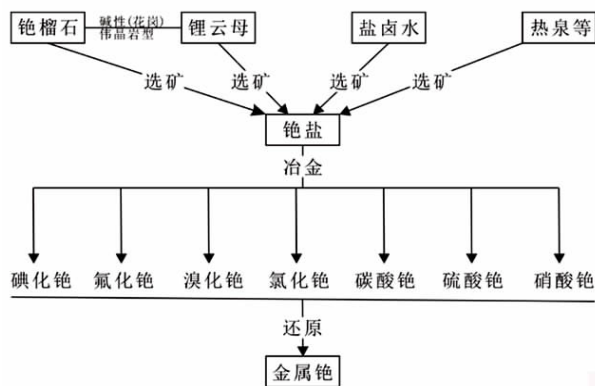 铯榴石
碱性(花岗)
伟晶岩型
锂云母
盐卤水
热泉等
选矿
选矿
选矿
选矿
铯盐
冶金
碘化铯
氟化铯
溴化铯
氯化铯
碳酸铯
硫酸铯
硝酸铯
还原
金属铯